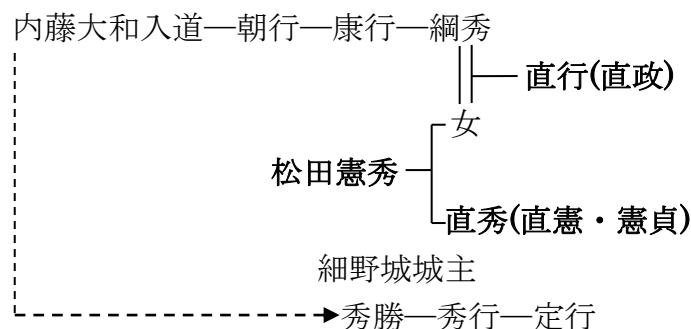 内藤大和入道―朝行―康行―綱秀
直行(直政)
女
松田憲秀
直秀(直憲・憲貞)
細野城城主
秀勝―秀行―定行